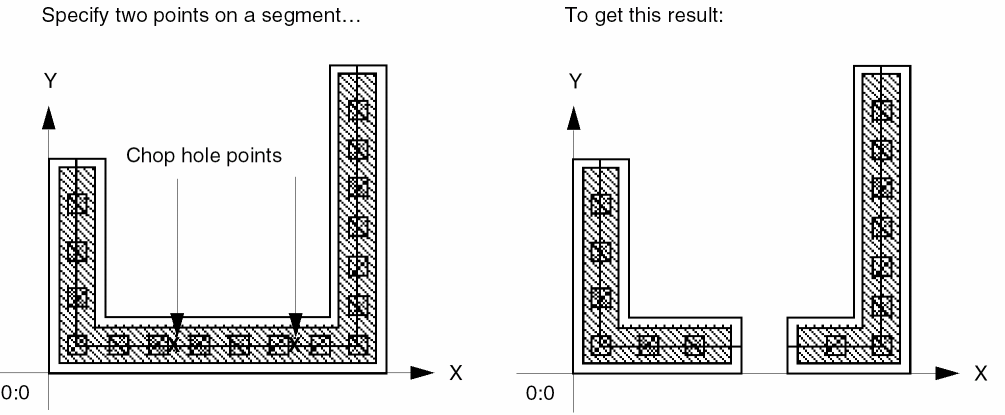 Specify two points on a segment…
To get this result:
Y
Y
Chop hole points
X
X
0:0
0:0